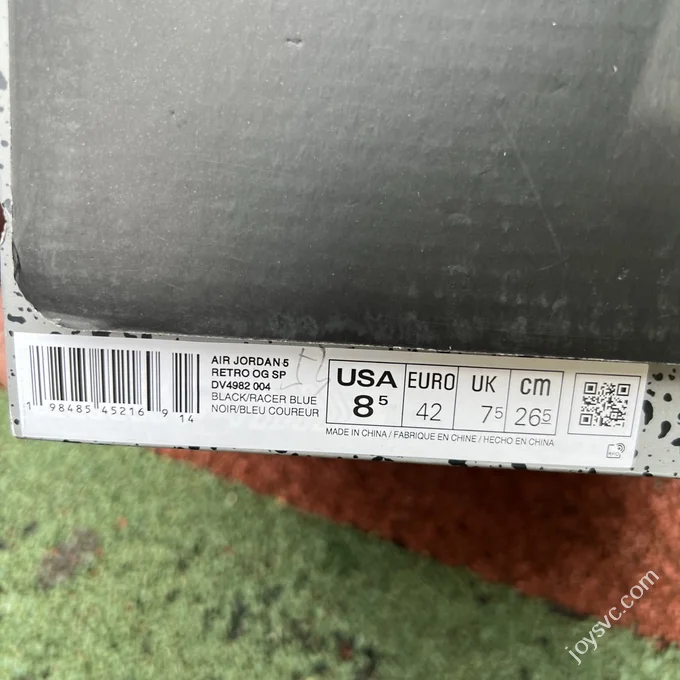 AIR JORDAN 5
RETRO OG SP
DV4982 004
BLACK/RACER BLUE
NOIR/BLEU COUREUR
1 98485 45216 9 14
USA
8 5
EURO
42
UK
7 5
cm
26 5
MADE IN CHINA / FABRIQUE EN CHINE / HECHO EN CHINA
joysvc.com